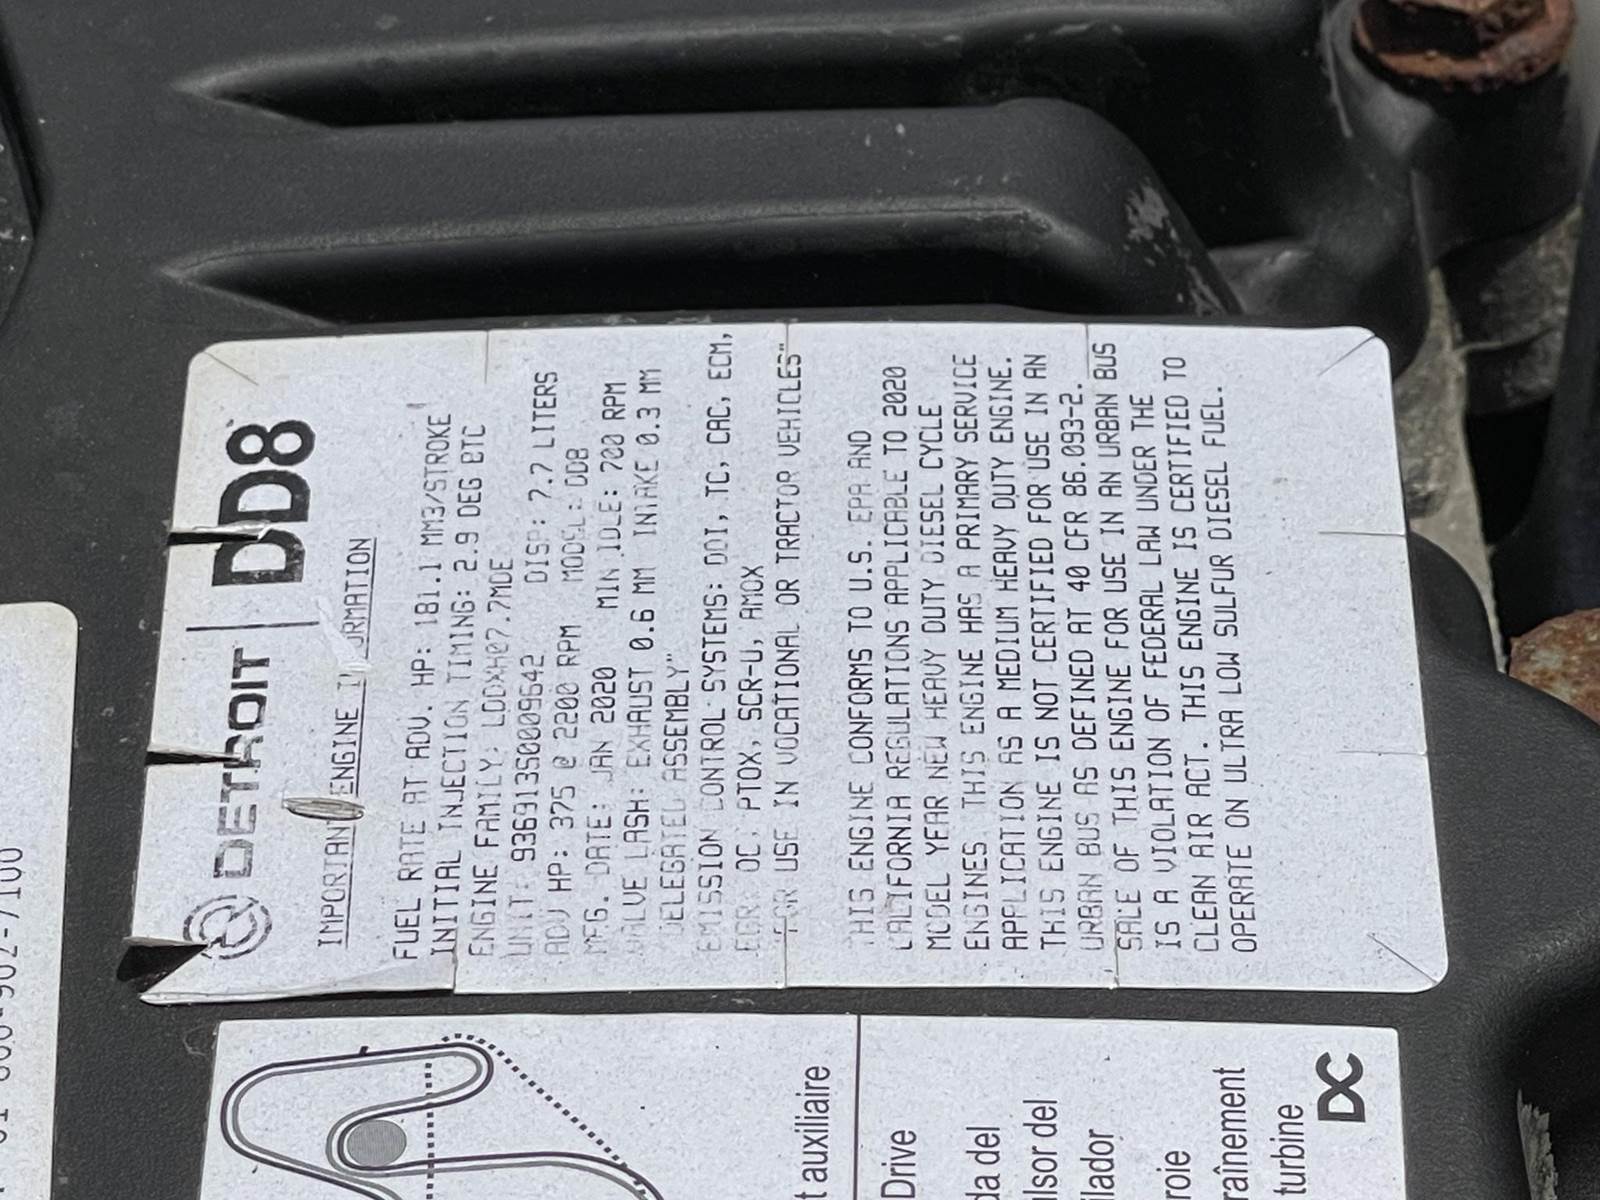 DETROIT | DD8
ENGINE
FUEL RATE AT ADV. HP: 181.1 MM3/STROKE
INITIAL INJECTION TIMING: 2.9 DEG BTC
ENGINE FAMILY: LDDXH07.7MDE
UNIT: 936913S0009642 DISP: 7.7 LITERS
ADV HP: 375 @ 2200 RPM MODEL: DD8
MFG. DATE: JAN 2020 MIN IDLE: 700 RPM
VALVE LASH: EXHAUST 0.6 MM INTAKE 0.3 MM
"DELEGATED ASSEMBLY"
EMISSION CONTROL SYSTEMS: DDI, TC, CAC, ECM,
EGR, OC, PTOX, SCR-U, AMOX
"FOR USE IN VOCATIONAL OR TRACTOR VEHICLES"
THIS ENGINE CONFORMS TO U.S. EPA AND
CALIFORNIA REGULATIONS APPLICABLE TO 2020
MODEL YEAR NEW HEAVY DUTY DIESEL CYCLE
ENGINES THIS ENGINE HAS A PRIMARY SERVICE
APPLICATION AS A MEDIUM HEAVY DUTY ENGINE.
THIS ENGINE IS NOT CERTIFIED FOR USE IN AN
URBAN BUS AS DEFINED AT 40 CFR 86.093-2.
SALE OF THIS ENGINE FOR USE IN AN URBAN BUS
IS A VIOLATION OF FEDERAL LAW UNDER THE
CLEAN AIR ACT. THIS ENGINE IS CERTIFIED TO
OPERATE ON ULTRA LOW SULFUR DIESEL FUEL.
t auxiliaire
Drive
da del
lsor del
ilador
roie
raînement
turbine
DC